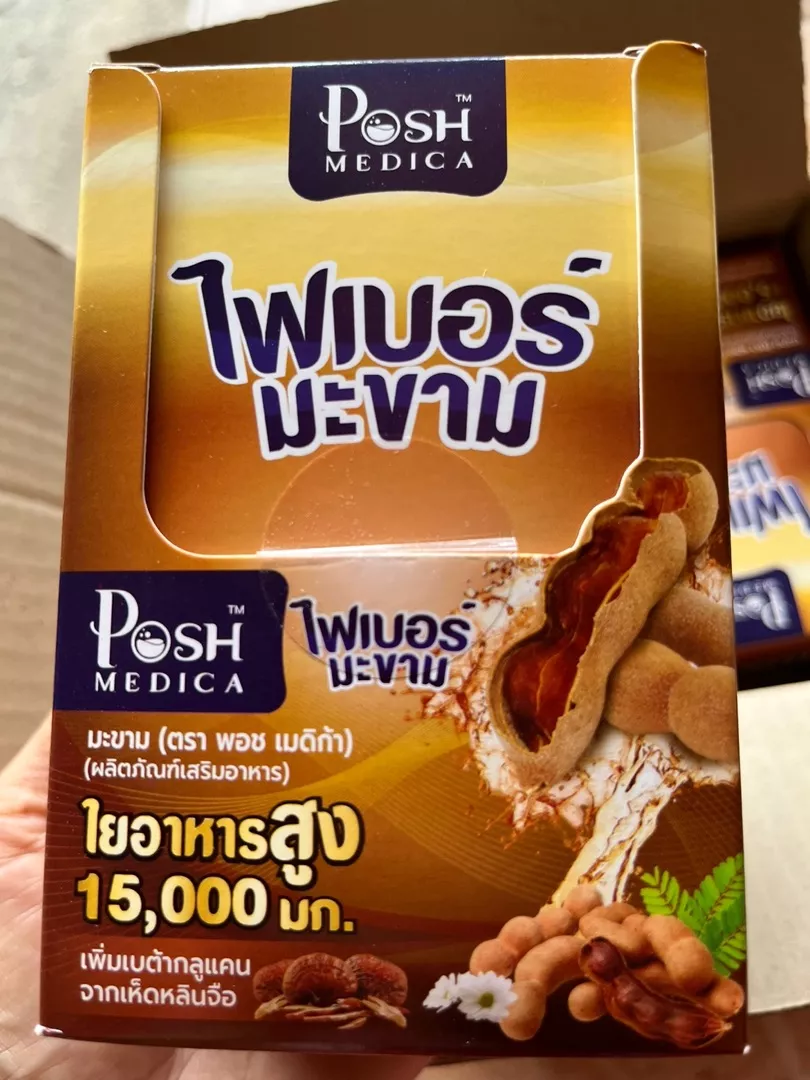 POSH™
MEDICA
ไฟเบอร์
มะขาม
POSH™
MEDICA
ไฟเบอร์
มะขาม
มะขาม (ตรา พอช เมดิก้า)
(ผลิตภัณฑ์เสริมอาหาร)
ใยอาหารสูง
15,000 มก.
เพิ่มเบต้ากลูแคน
จากเห็ดหลินจือ
POSH
POSH